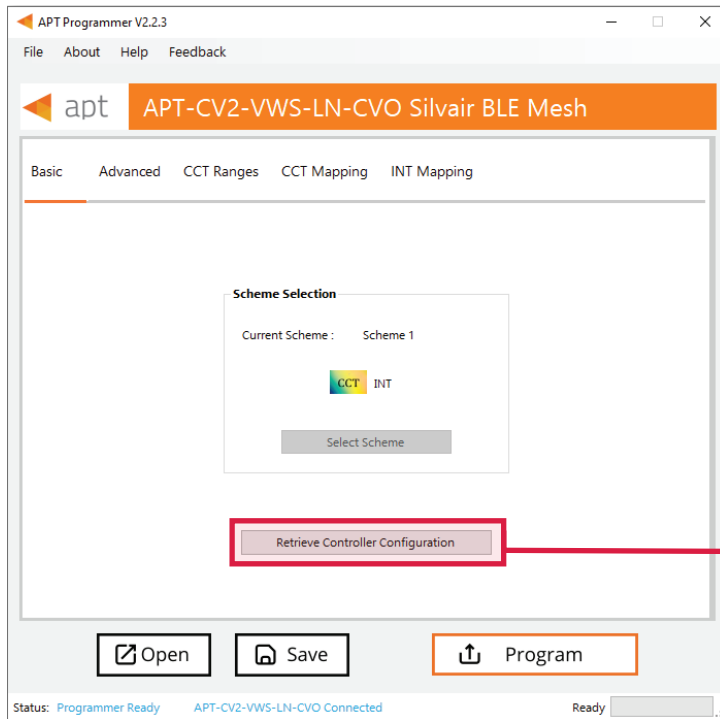 APT Programmer V2.2.3
File About Help Feedback
apt APT-CV2-VWS-LN-CVO Silvair BLE Mesh
Basic Advanced CCT Ranges CCT Mapping INT Mapping
Scheme Selection
Current Scheme : Scheme 1
CCT INT
Select Scheme
Retrieve Controller Configuration
Open Save Program
Status: Programmer Ready APT-CV2-VWS-LN-CVO Connected Ready